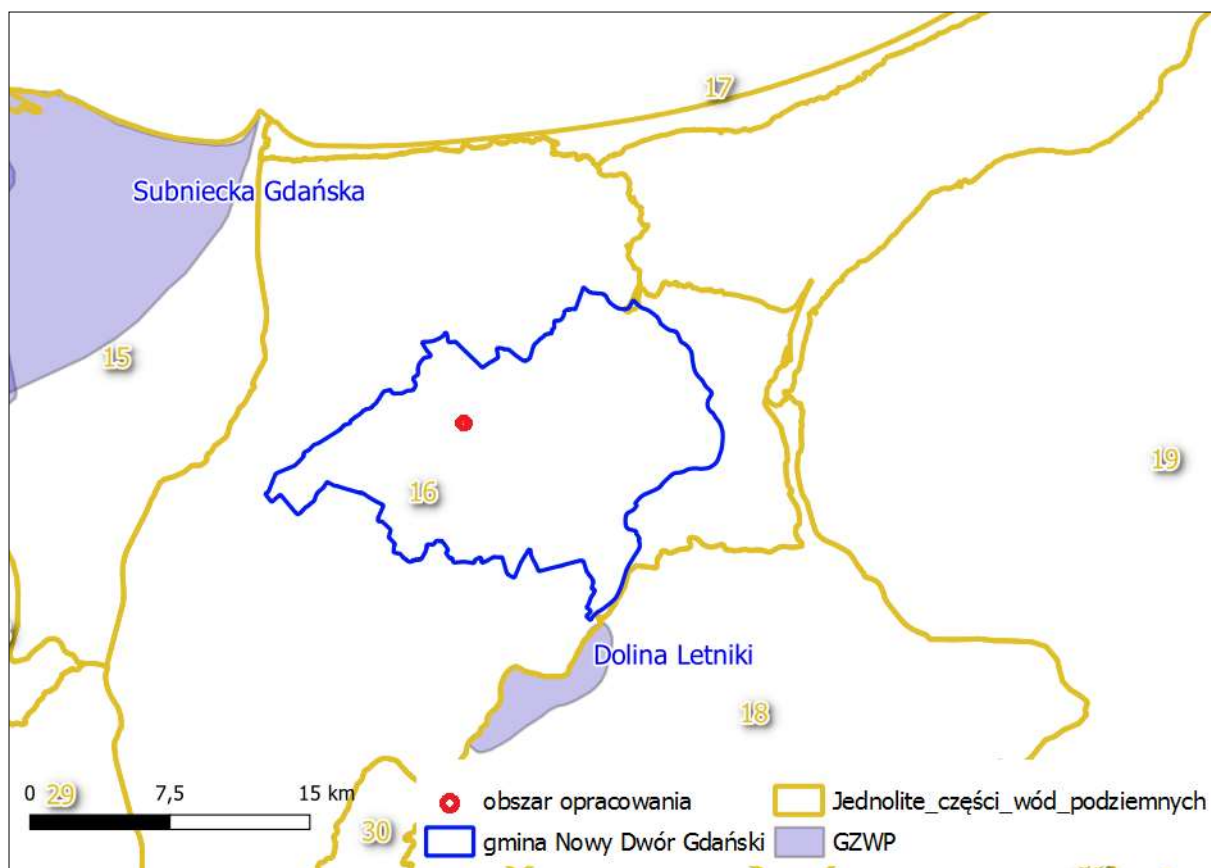 17
Subniecka Gdańska
15
19
16
Dolina Letniki
18
0 7,5 15 km
29
30
obszar opracowania
Jednolite_części_wód_podziemnych
gmina Nowy Dwór Gdański
GZWP